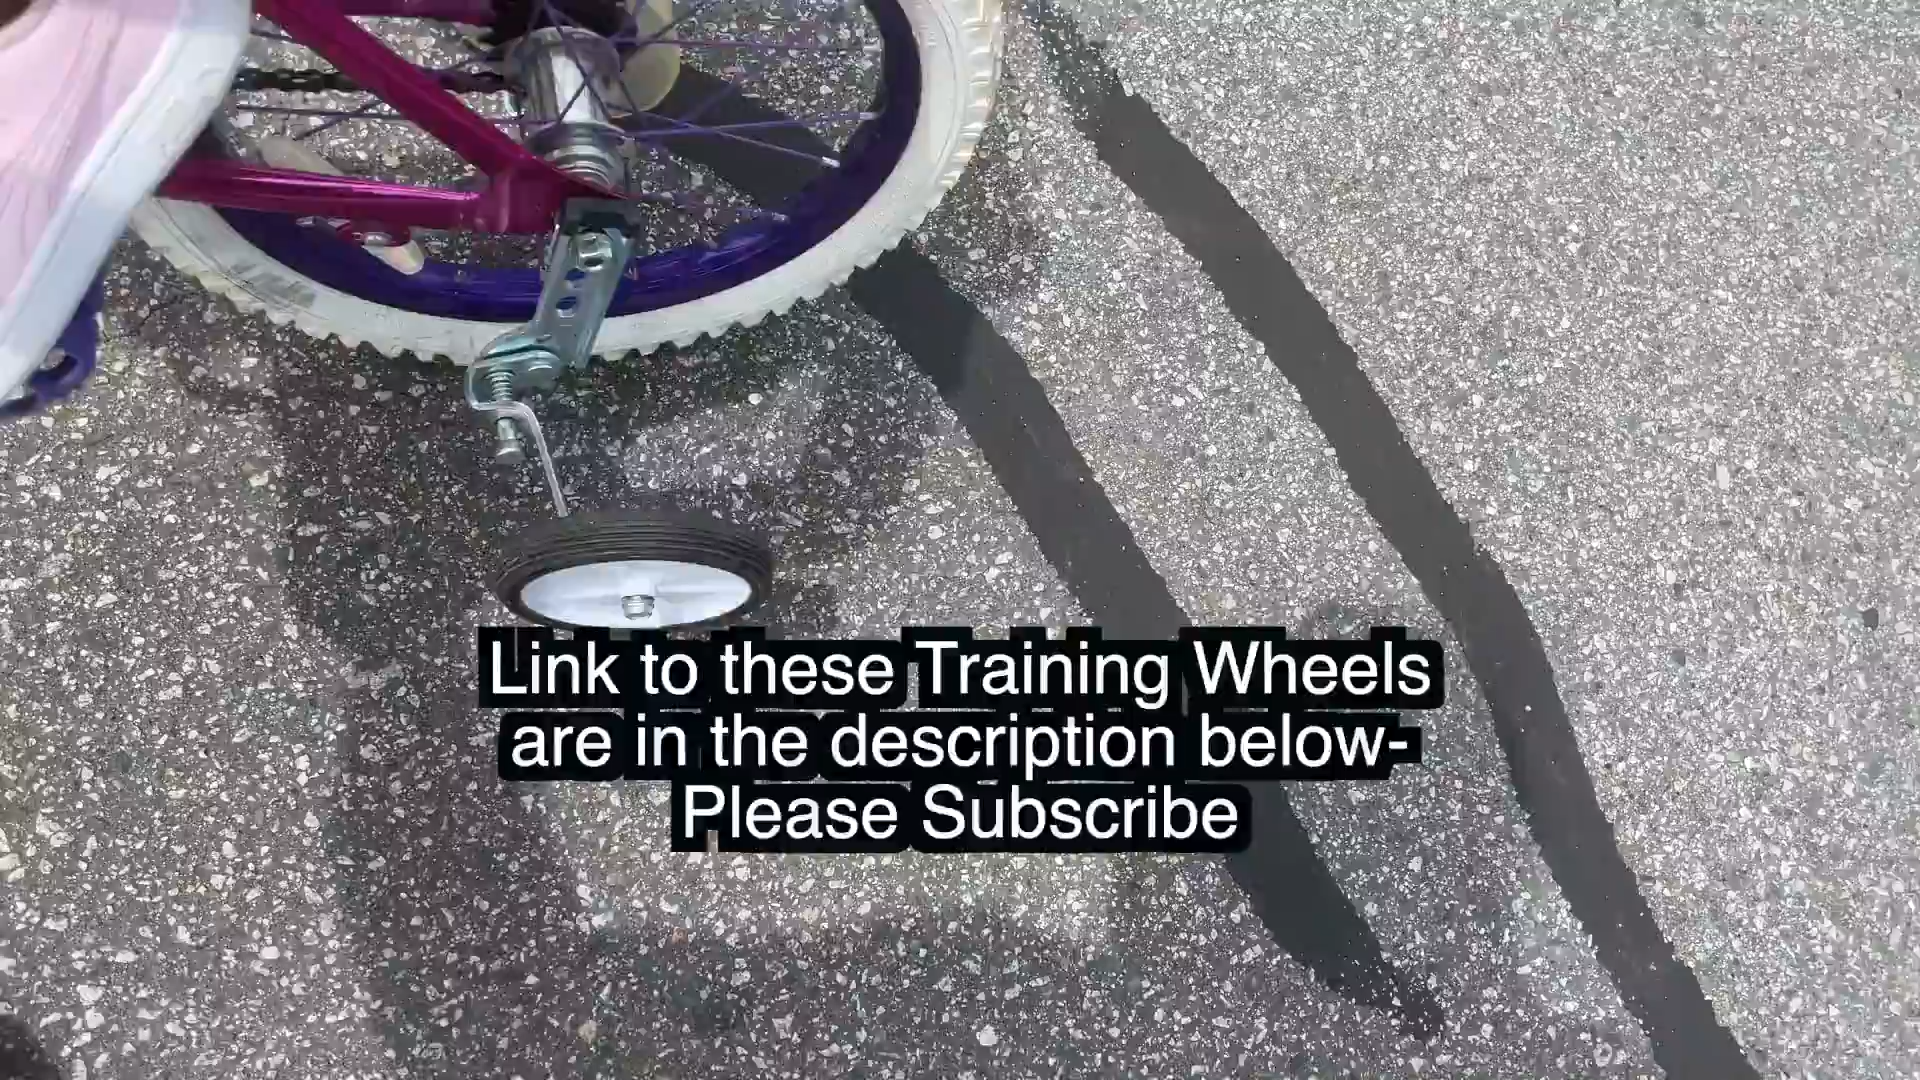 Link to these Training Wheels
are in the description below-
Please Subscribe